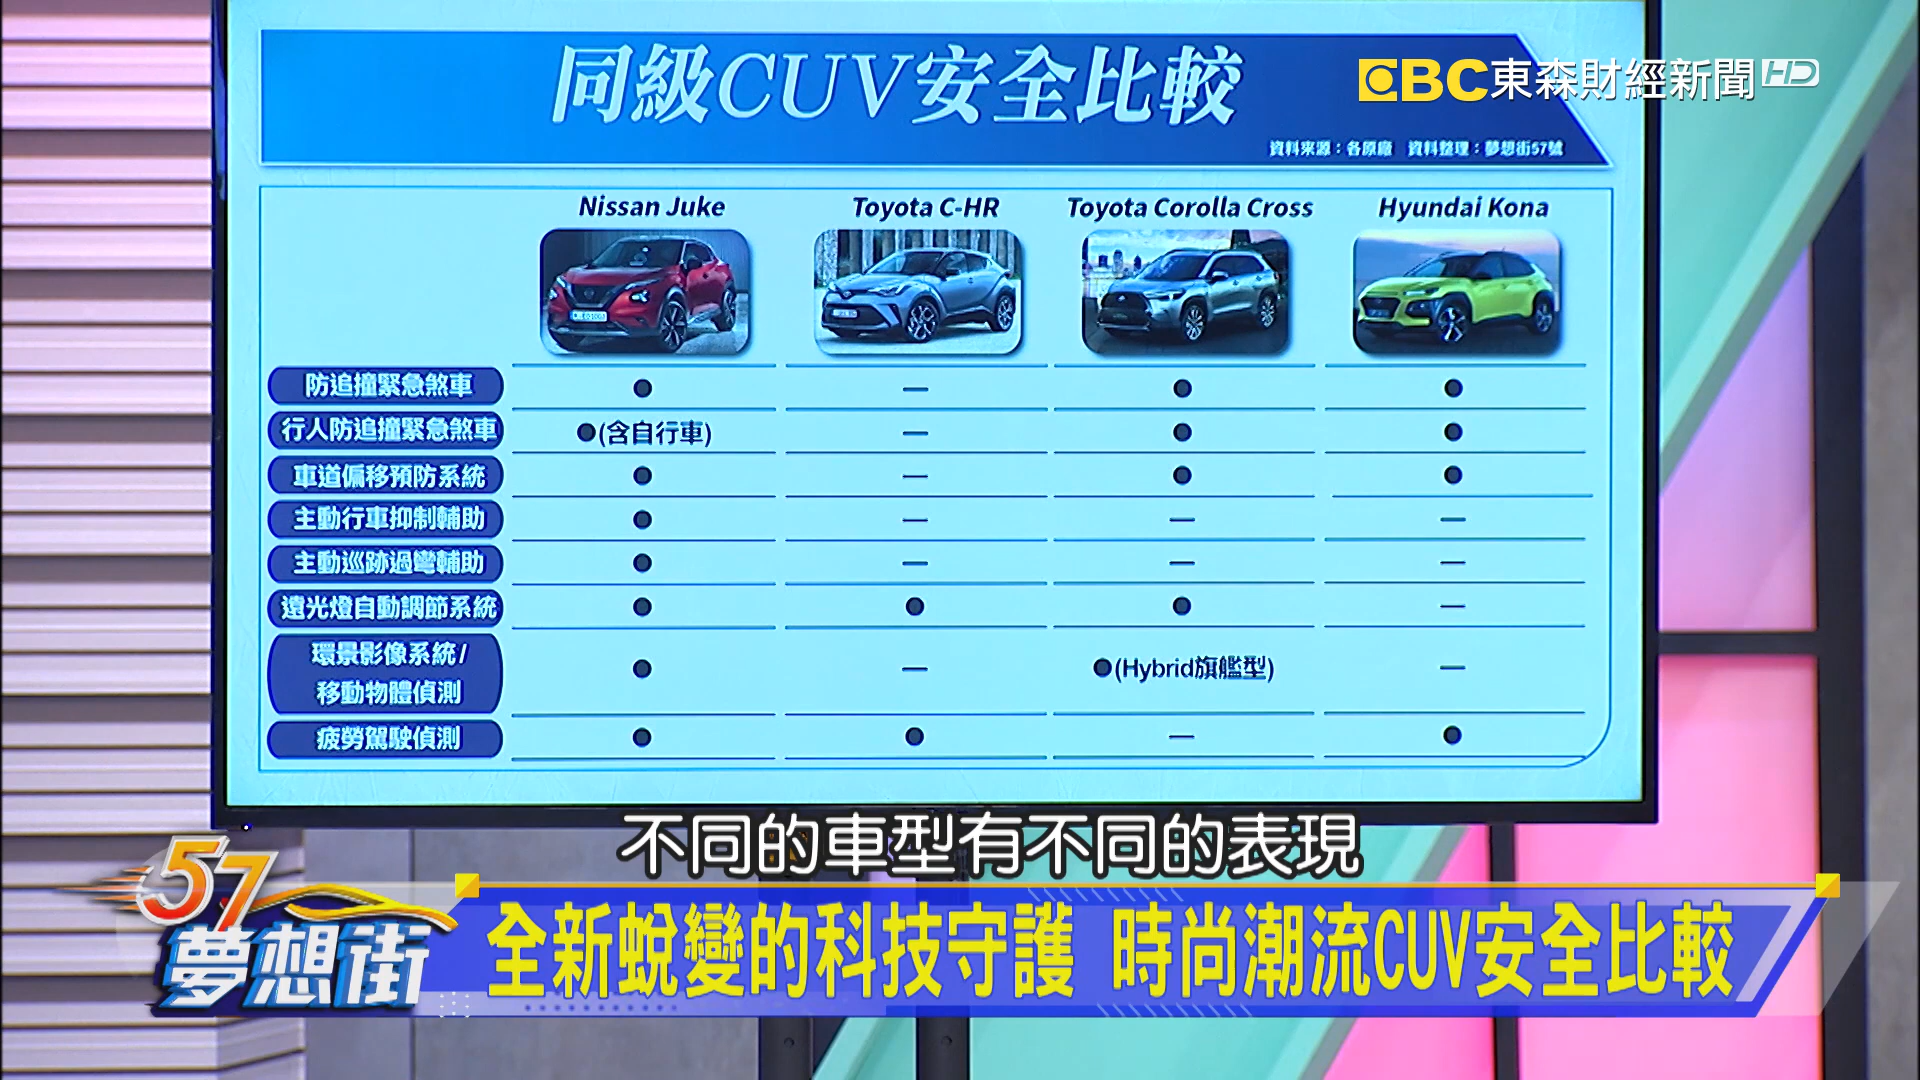 同級CUV安全比較
EBC東森財經新聞HD
資料來源：各原廠 資料整理：夢想街57號
Nissan Juke Toyota C-HR Toyota Corolla Cross Hyundai Kona
防追撞緊急煞車 ● — ● ●
行人防追撞緊急煞車 ●(含自行車) — ● ●
車道偏移預防系統 ● — ● ●
主動行車抑制輔助 ● — — —
主動巡跡過彎輔助 ● — — —
遠光燈自動調節系統 ● ● ● —
環景影像系統/
移動物體偵測 ● — ●(Hybrid旗艦型) —
疲勞駕駛偵測 ● ● — ●
不同的車型有不同的表現
57
夢想街
全新蛻變的科技守護 時尚潮流CUV安全比較